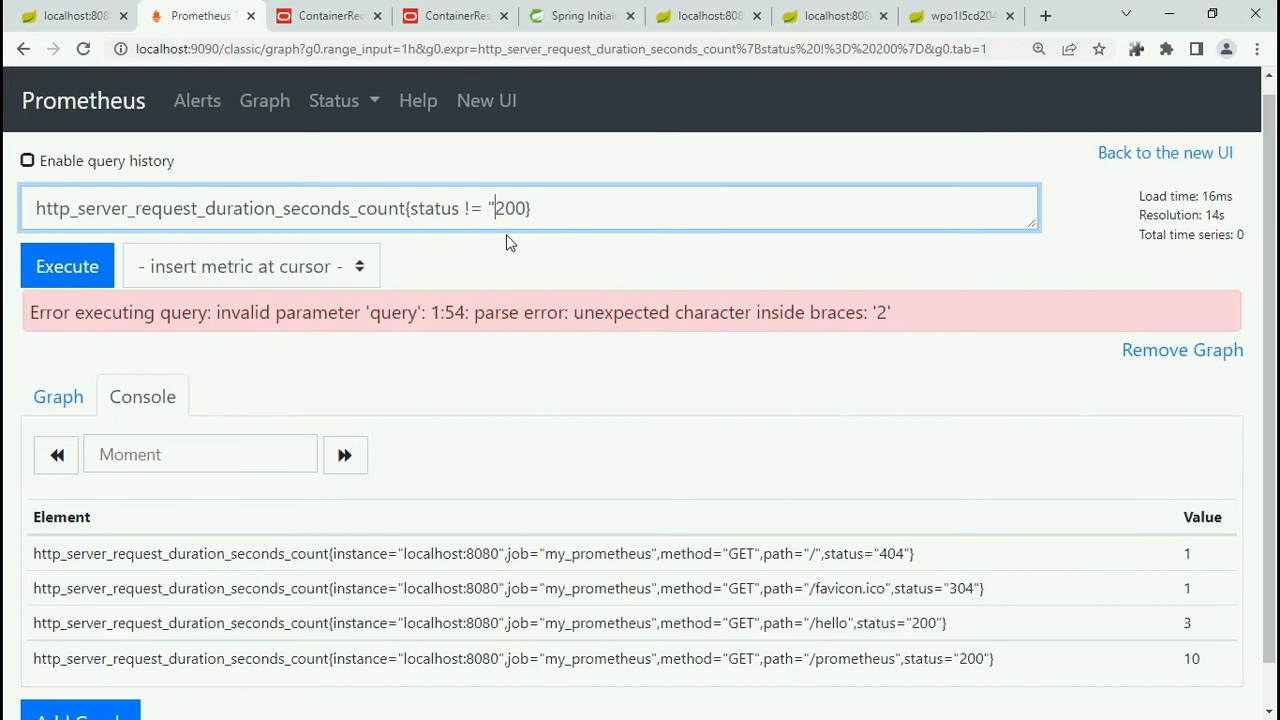 localhost:808
Prometheus T
ContainerReq
ContainerRes
Spring Initial
localhost:808
localhost:808
wpo1l5cd204
localhost:9090/classic/graph?g0.range_input=1h&g0.expr=http_server_request_duration_seconds_count%7Bstatus%20!%3D%20200%7D&g0.tab=1
Prometheus Alerts Graph Status Help New UI
Enable query history
Back to the new UI
http_server_request_duration_seconds_count{status != "200}
Load time: 16ms
Resolution: 14s
Total time series: 0
Execute
- insert metric at cursor -
Error executing query: invalid parameter 'query': 1:54: parse error: unexpected character inside braces: '2'
Remove Graph
Graph Console
Moment
Element Value
http_server_request_duration_seconds_count{instance="localhost:8080",job="my_prometheus",method="GET",path="/",status="404"} 1
http_server_request_duration_seconds_count{instance="localhost:8080",job="my_prometheus",method="GET",path="/favicon.ico",status="304"} 1
http_server_request_duration_seconds_count{instance="localhost:8080",job="my_prometheus",method="GET",path="/hello",status="200"} 3
http_server_request_duration_seconds_count{instance="localhost:8080",job="my_prometheus",method="GET",path="/prometheus",status="200"} 10
Add Graph